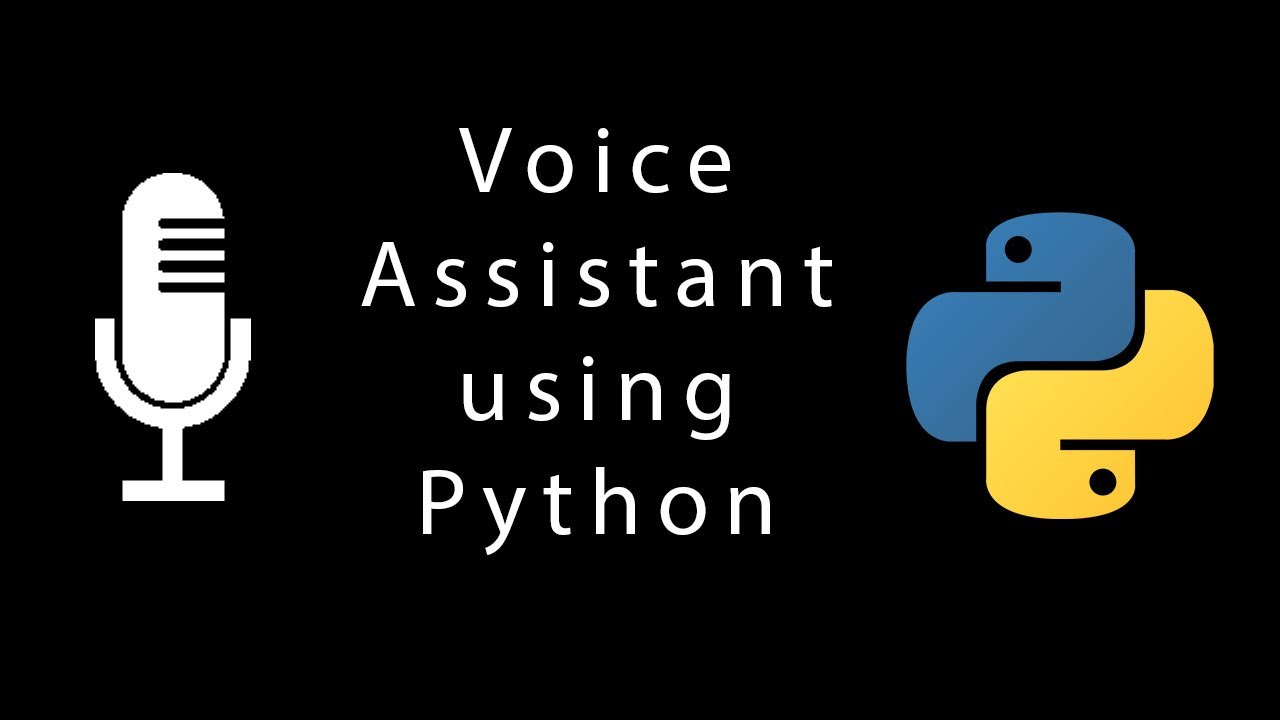 Voice
Assistant
using
Python